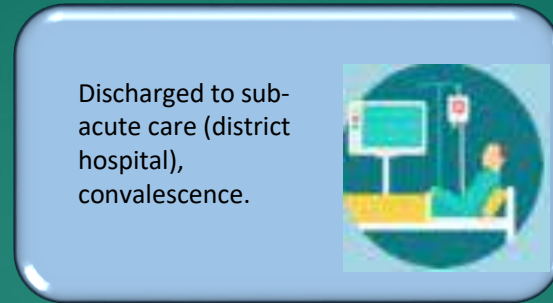 Discharged to sub-
acute care (district
hospital),
convalescence.